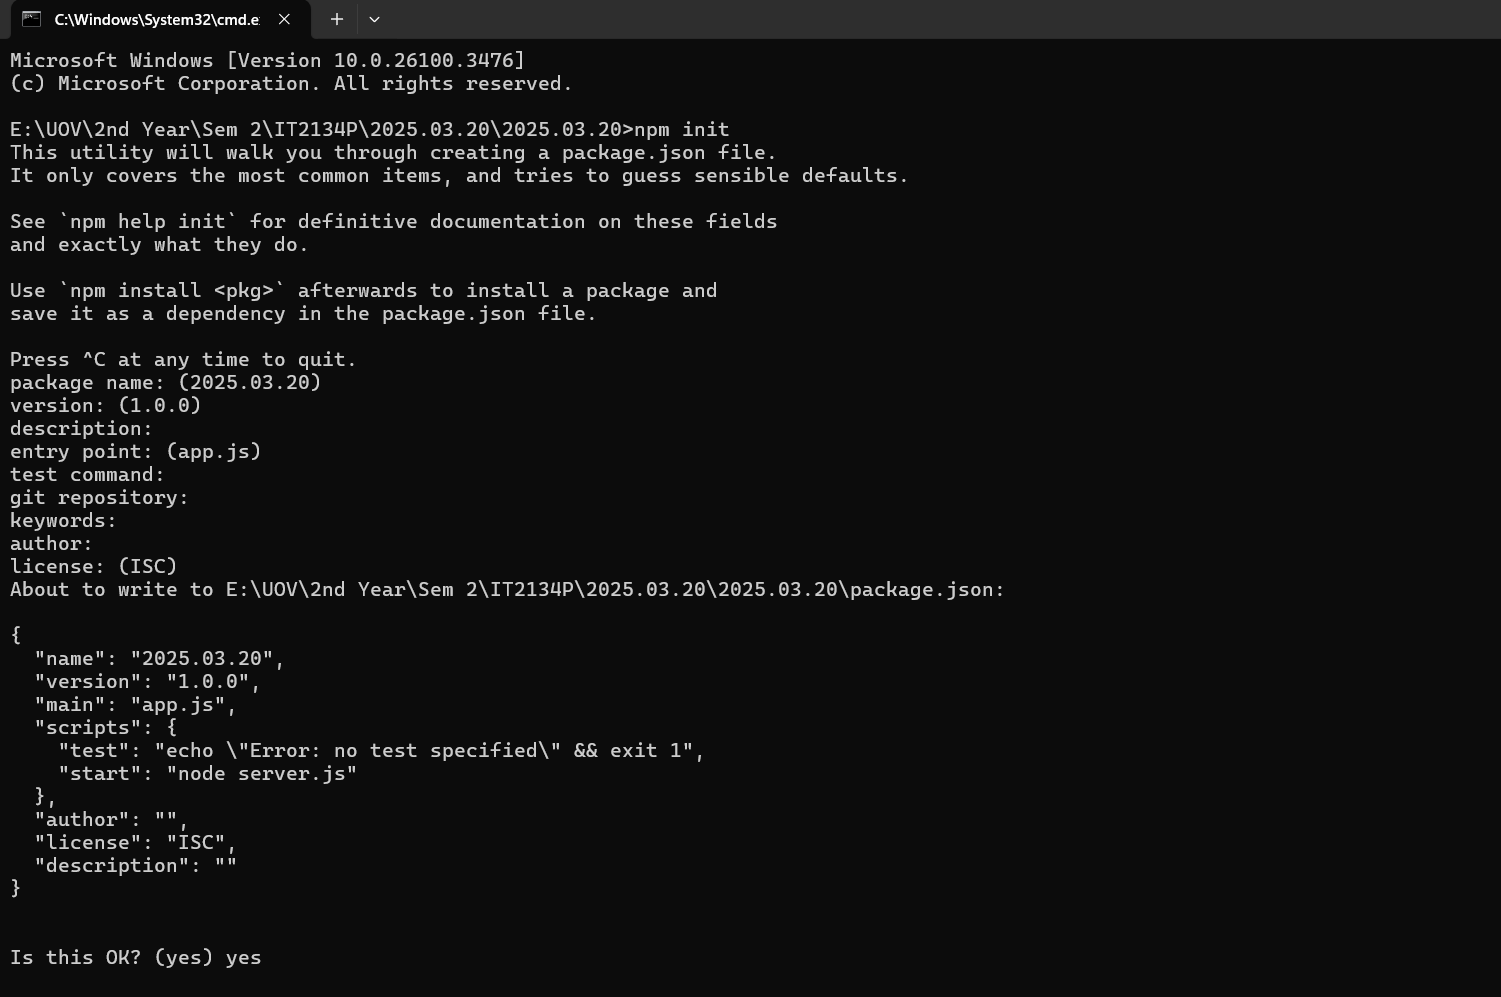 C:\Windows\System32\cmd.e
Microsoft Windows [Version 10.0.26100.3476]
(c) Microsoft Corporation. All rights reserved.
E:\UOV\2nd Year\Sem 2\IT2134P\2025.03.20\2025.03.20>npm init
This utility will walk you through creating a package.json file.
It only covers the most common items, and tries to guess sensible defaults.
See `npm help init` for definitive documentation on these fields
and exactly what they do.
Use `npm install <pkg>` afterwards to install a package and
save it as a dependency in the package.json file.
Press ^C at any time to quit.
package name: (2025.03.20)
version: (1.0.0)
description:
entry point: (app.js)
test command:
git repository:
keywords:
author:
license: (ISC)
About to write to E:\UOV\2nd Year\Sem 2\IT2134P\2025.03.20\2025.03.20\package.json:
{
  "name": "2025.03.20",
  "version": "1.0.0",
  "main": "app.js",
  "scripts": {
    "test": "echo \"Error: no test specified\" && exit 1",
    "start": "node server.js"
  },
  "author": "",
  "license": "ISC",
  "description": ""
}
Is this OK? (yes) yes